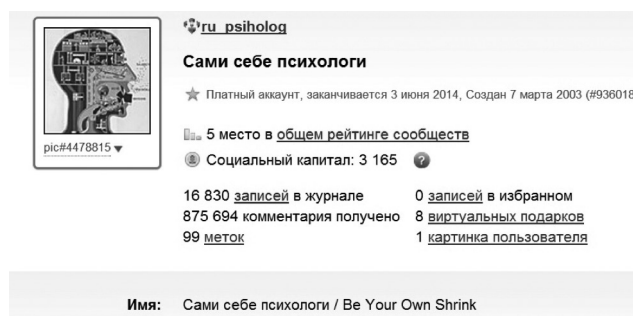 ru_psiholog
Сами себе психологи
Платный аккаунт, заканчивается 3 июня 2014, Создан 7 марта 2003 (#936018
5 место в общем рейтинге сообществ
pic#4478815
Социальный капитал: 3 165 ?
16 830 записей в журнале 0 записей в избранном
875 694 комментария получено 8 виртуальных подарков
99 меток 1 картинка пользователя
Имя: Сами себе психологи / Be Your Own Shrink